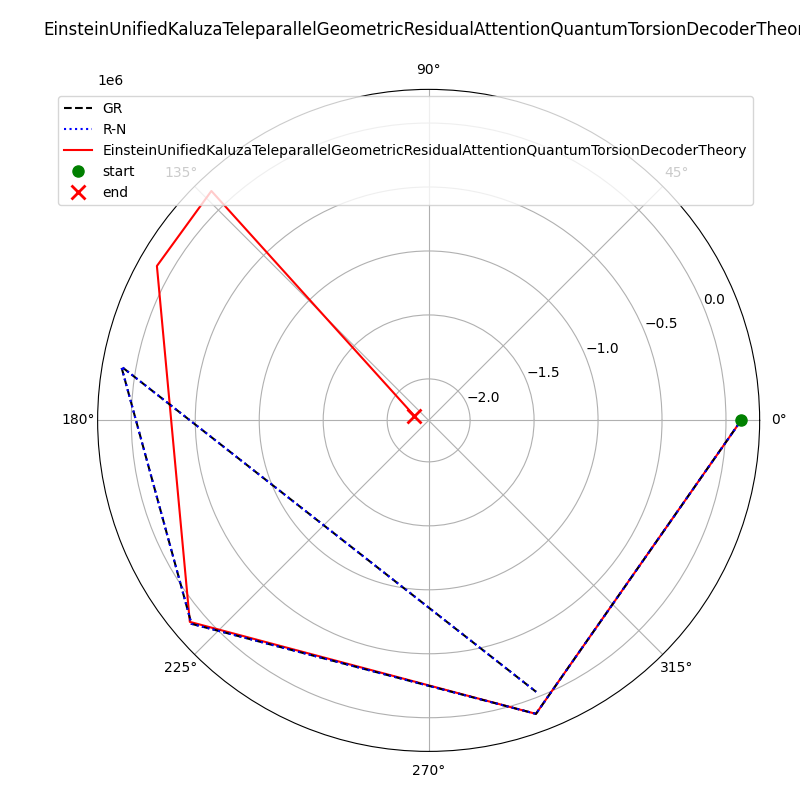 EinsteinUnifiedKaluzaTeleparallelGeometricResidualAttentionQuantumTorsionDecoderTheor
90°
1e6
GR
R-N
EinsteinUnifiedKaluzaTeleparallelGeometricResidualAttentionQuantumTorsionDecoderTheory
start
end
135°
45°
0.0
−0.5
−1.0
−1.5
−2.0
180°
0°
225°
315°
270°